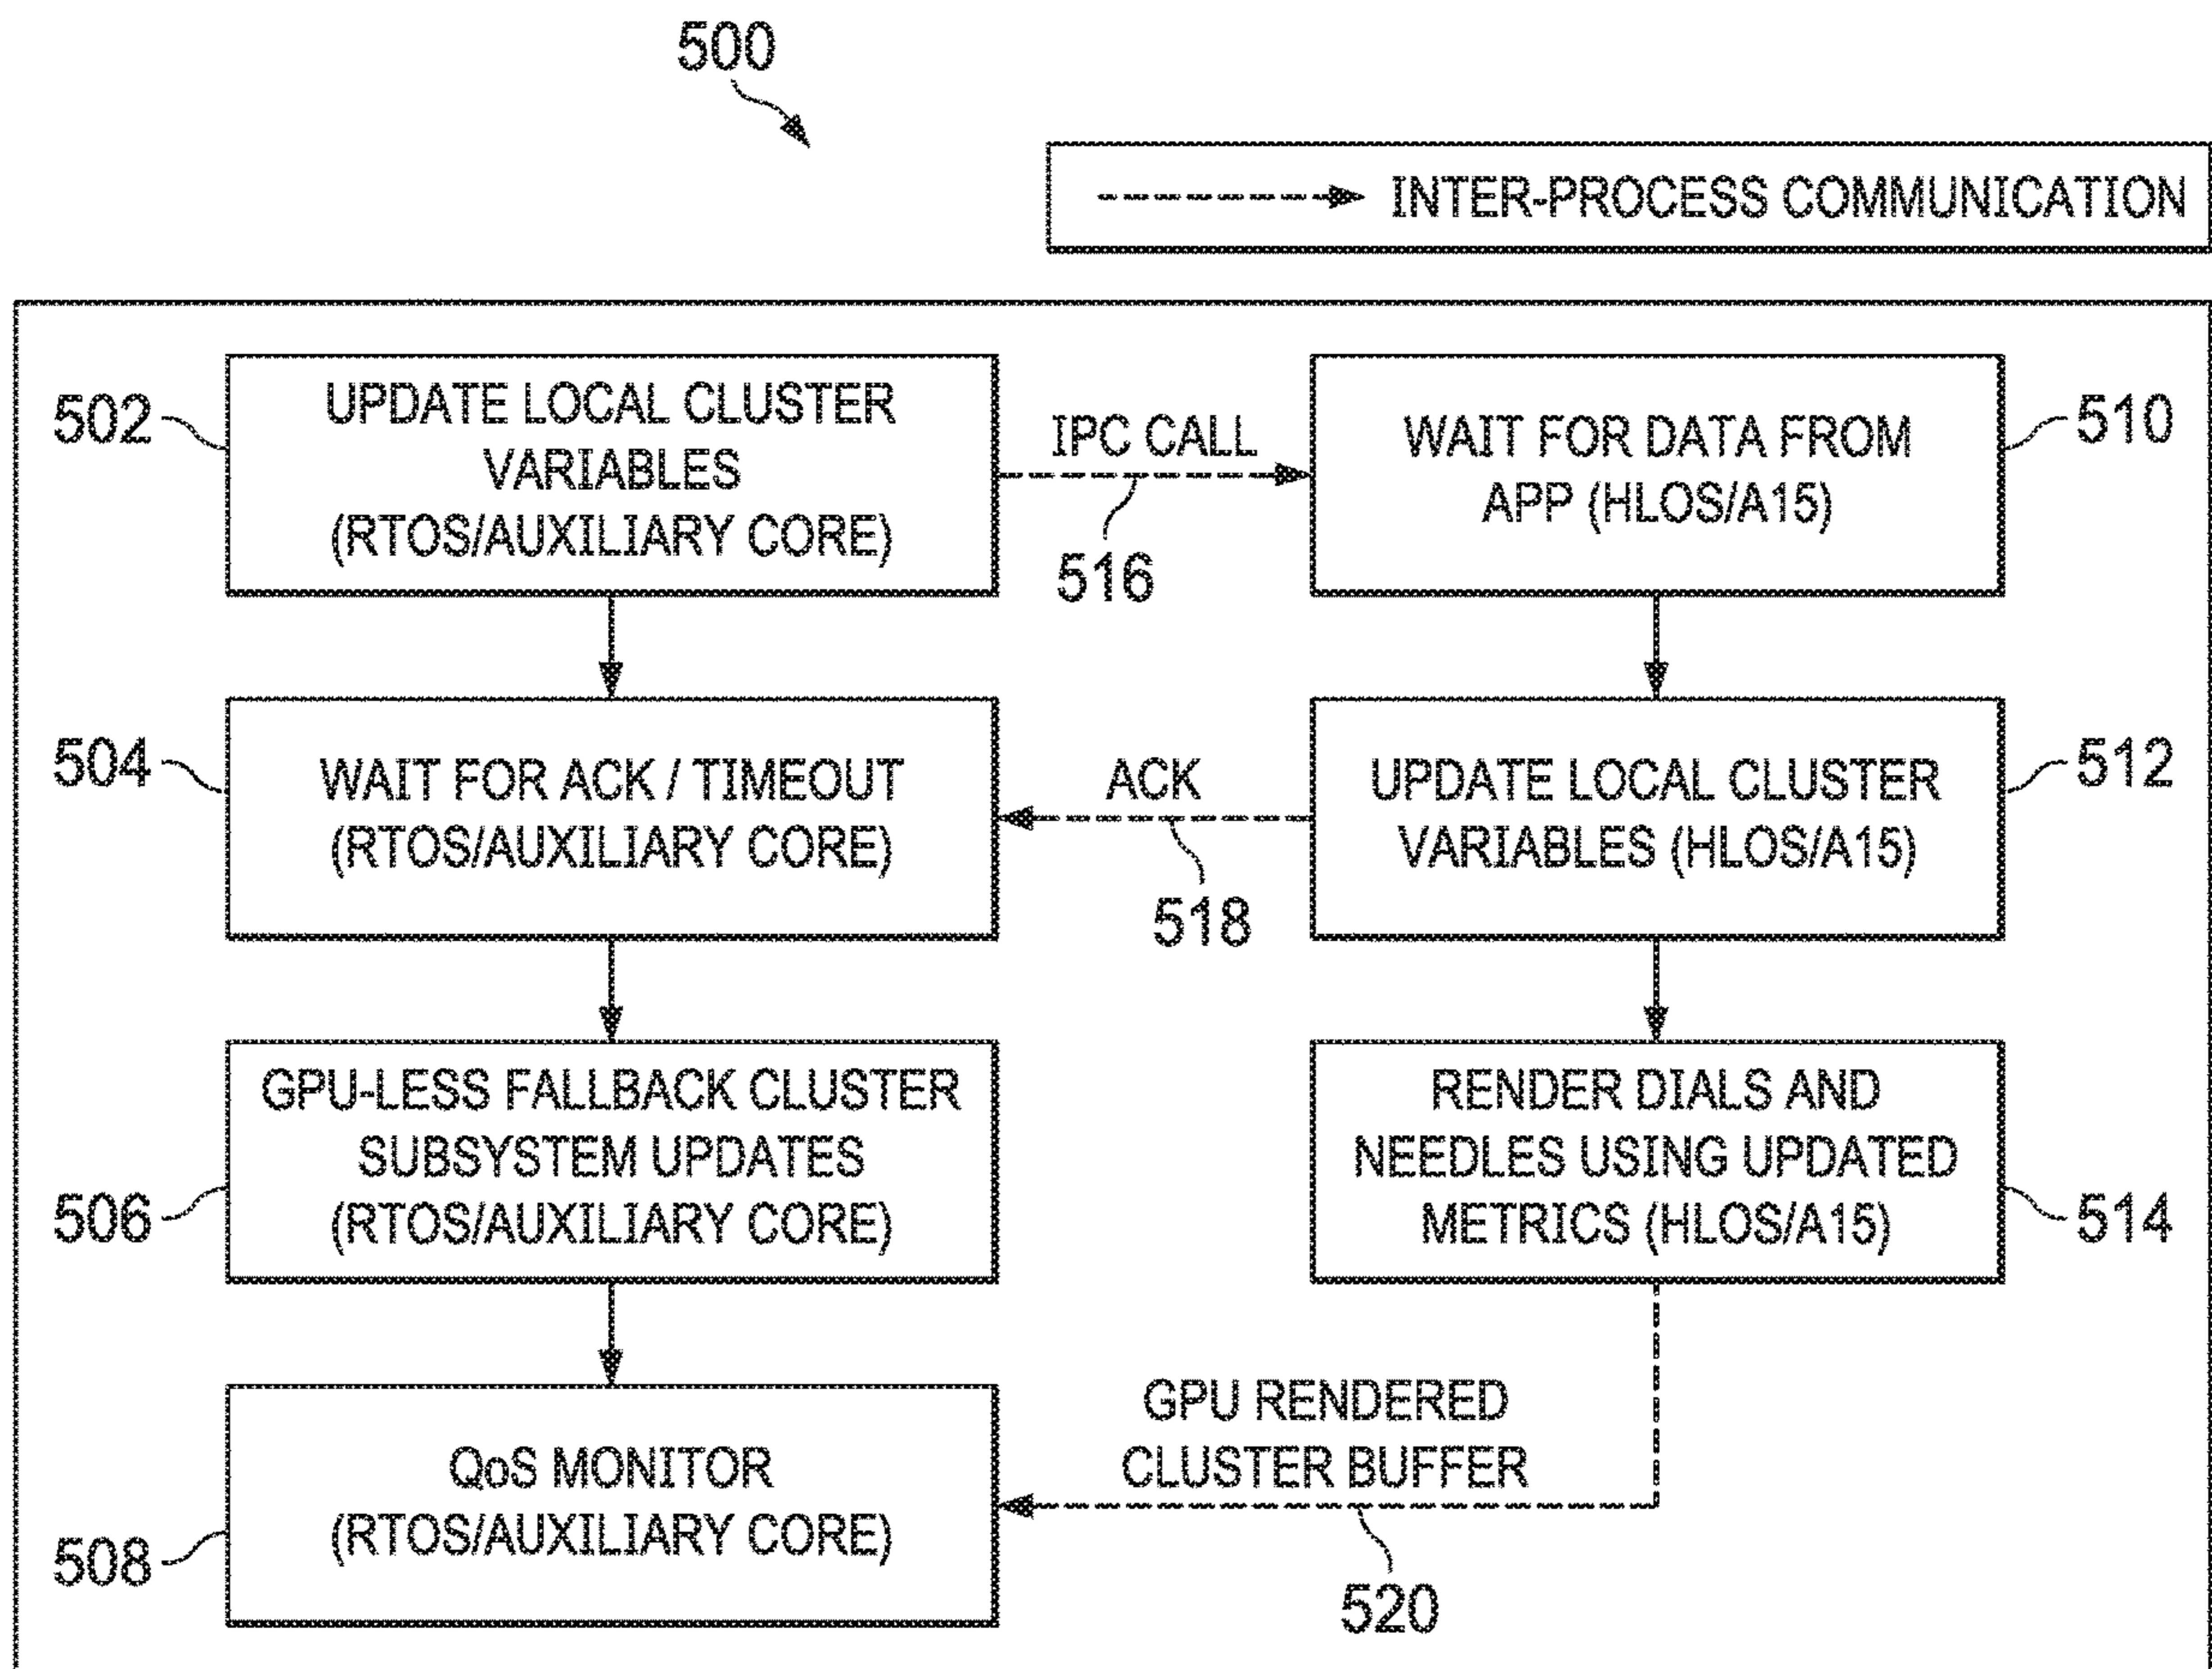 500
INTER-PROCESS COMMUNICATION
502
UPDATE LOCAL CLUSTER
VARIABLES
(RTOS/AUXILIARY CORE)
IPC CALL
516
WAIT FOR DATA FROM
APP (HLOS/A15)
510
504
WAIT FOR ACK / TIMEOUT
(RTOS/AUXILIARY CORE)
ACK
518
UPDATE LOCAL CLUSTER
VARIABLES (HLOS/A15)
512
506
GPU-LESS FALLBACK CLUSTER
SUBSYSTEM UPDATES
(RTOS/AUXILIARY CORE)
RENDER DIALS AND
NEEDLES USING UPDATED
METRICS (HLOS/A15)
514
508
QoS MONITOR
(RTOS/AUXILIARY CORE)
GPU RENDERED
CLUSTER BUFFER
520